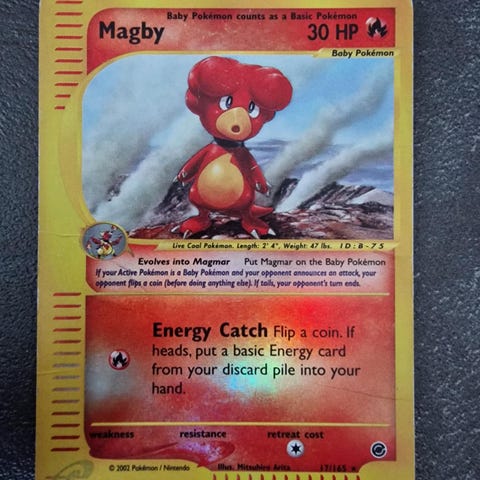 Baby Pokémon counts as a Basic Pokémon
Magby 30 HP
Baby Pokémon
Live Coal Pokémon. Length: 2' 4", Weight: 47 lbs. ID: B-75
Evolves into Magmar Put Magmar on the Baby Pokémon
If your Active Pokémon is a Baby Pokémon and your opponent announces an attack, your
opponent flips a coin (before doing anything else). If tails, your opponent's turn ends.
Energy Catch Flip a coin. If
heads, put a basic Energy card
from your discard pile into your
hand.
weakness resistance retreat cost
© 2002 Pokémon / Nintendo Illus. Mitsuhiro Arita 17/165 ★